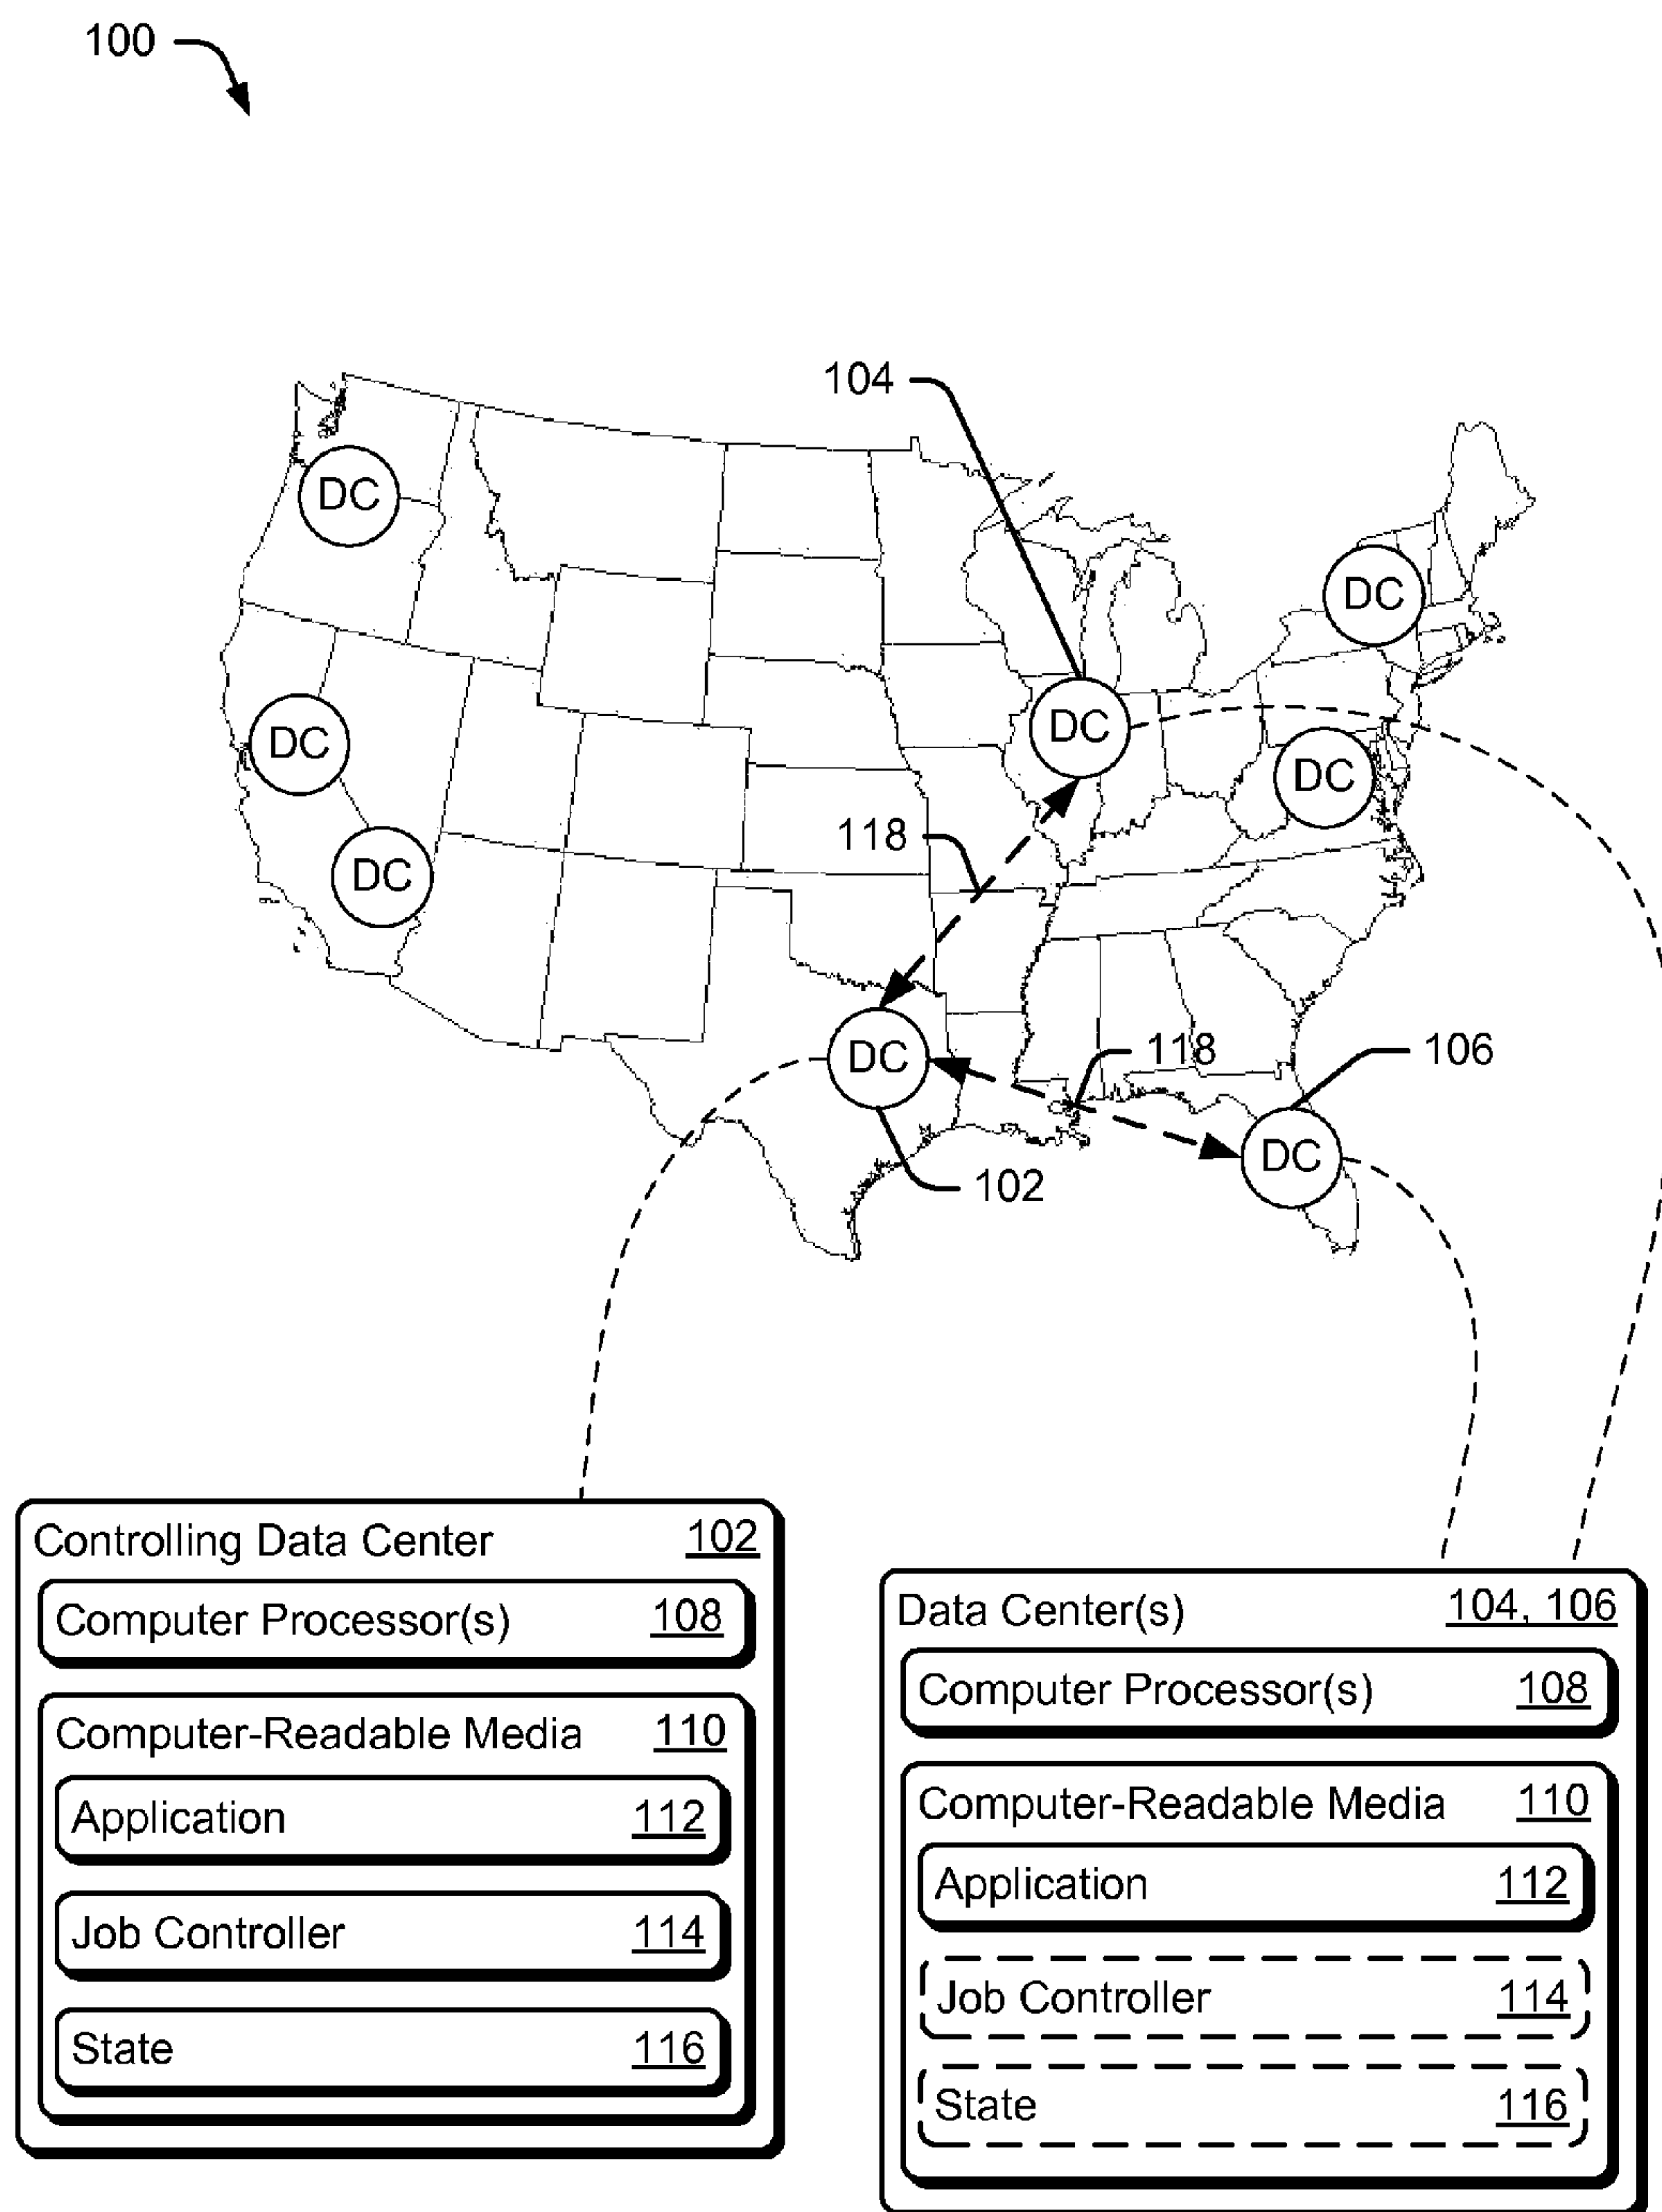 100
104
DC
DC
DC
DC
DC
118
DC
DC
118
106
DC
102
Controlling Data Center 102
Computer Processor(s) 108
Computer-Readable Media 110
Application 112
Job Controller 114
State 116
Data Center(s) 104, 106
Computer Processor(s) 108
Computer-Readable Media 110
Application 112
Job Controller 114
State 116